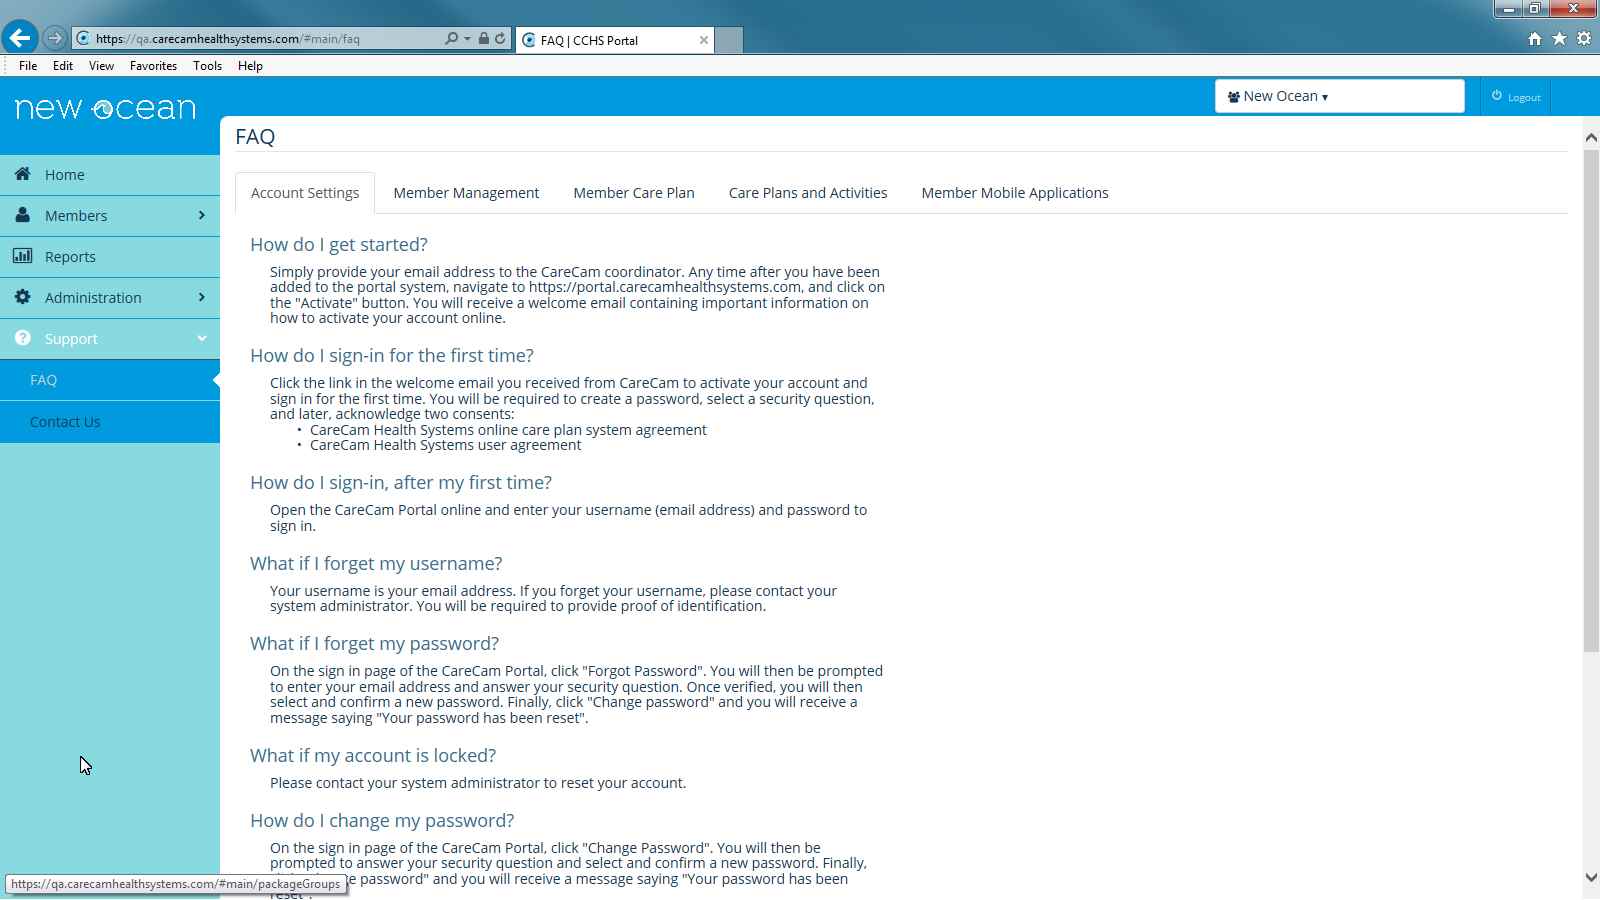 https://qa.carecamhealthsystems.com/#main/faq
FAQ | CCHS Portal
File Edit View Favorites Tools Help
new ocean
New Ocean
Logout
Home
Members
Reports
Administration
Support
FAQ
Contact Us
FAQ
Account Settings Member Management Member Care Plan Care Plans and Activities Member Mobile Applications
How do I get started?
Simply provide your email address to the CareCam coordinator. Any time after you have been
added to the portal system, navigate to https://portal.carecamhealthsystems.com, and click on
the "Activate" button. You will receive a welcome email containing important information on
how to activate your account online.
How do I sign-in for the first time?
Click the link in the welcome email you received from CareCam to activate your account and
sign in for the first time. You will be required to create a password, select a security question,
and later, acknowledge two consents:
• CareCam Health Systems online care plan system agreement
• CareCam Health Systems user agreement
How do I sign-in, after my first time?
Open the CareCam Portal online and enter your username (email address) and password to
sign in.
What if I forget my username?
Your username is your email address. If you forget your username, please contact your
system administrator. You will be required to provide proof of identification.
What if I forget my password?
On the sign in page of the CareCam Portal, click "Forgot Password". You will then be prompted
to enter your email address and answer your security question. Once verified, you will then
select and confirm a new password. Finally, click "Change password" and you will receive a
message saying "Your password has been reset".
What if my account is locked?
Please contact your system administrator to reset your account.
How do I change my password?
On the sign in page of the CareCam Portal, click "Change Password". You will then be
prompted to answer your security question and select and confirm a new password. Finally,
password" and you will receive a message saying "Your password has been
reset".
https://qa.carecamhealthsystems.com/#main/packageGroups